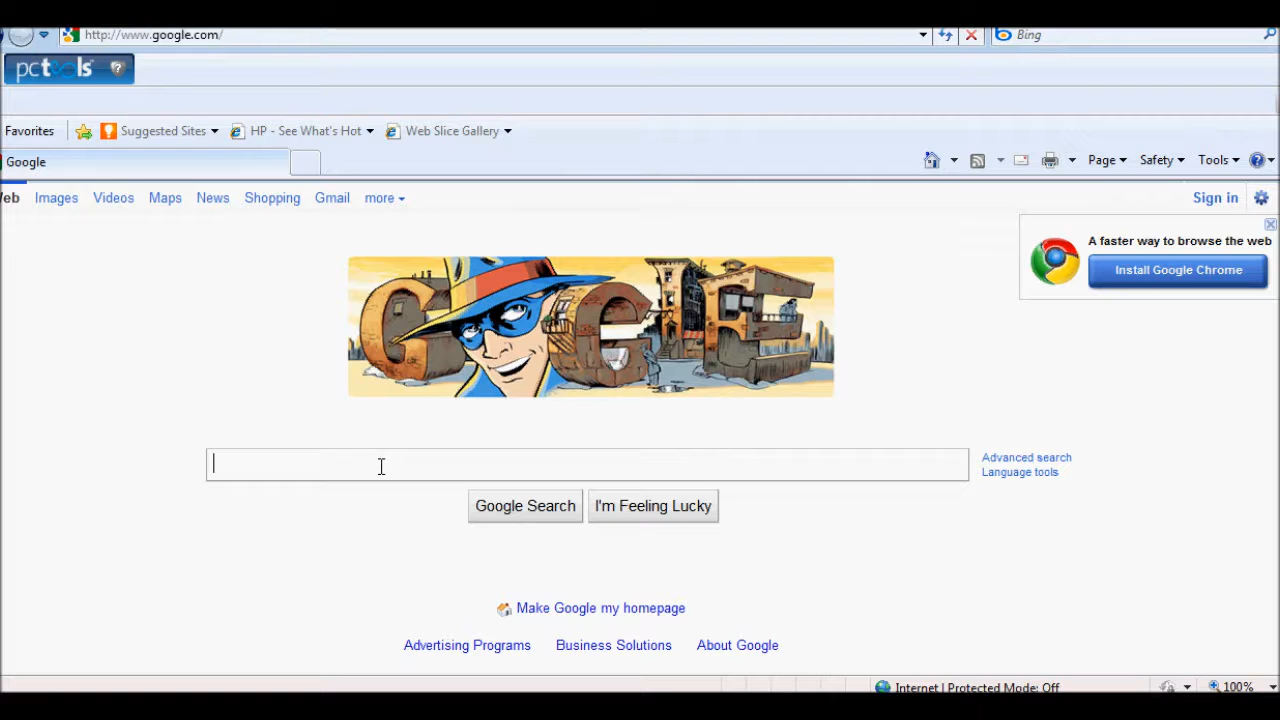 http://www.google.com/
Bing
pctools
Favorites
Suggested Sites
HP - See What's Hot
Web Slice Gallery
Google
Page
Safety
Tools
eb
Images
Videos
Maps
News
Shopping
Gmail
more
Sign in
A faster way to browse the web
Install Google Chrome
GOOGLE
Advanced search
Language tools
Google Search
I'm Feeling Lucky
Make Google my homepage
Advertising Programs
Business Solutions
About Google
Internet | Protected Mode: Off
100%